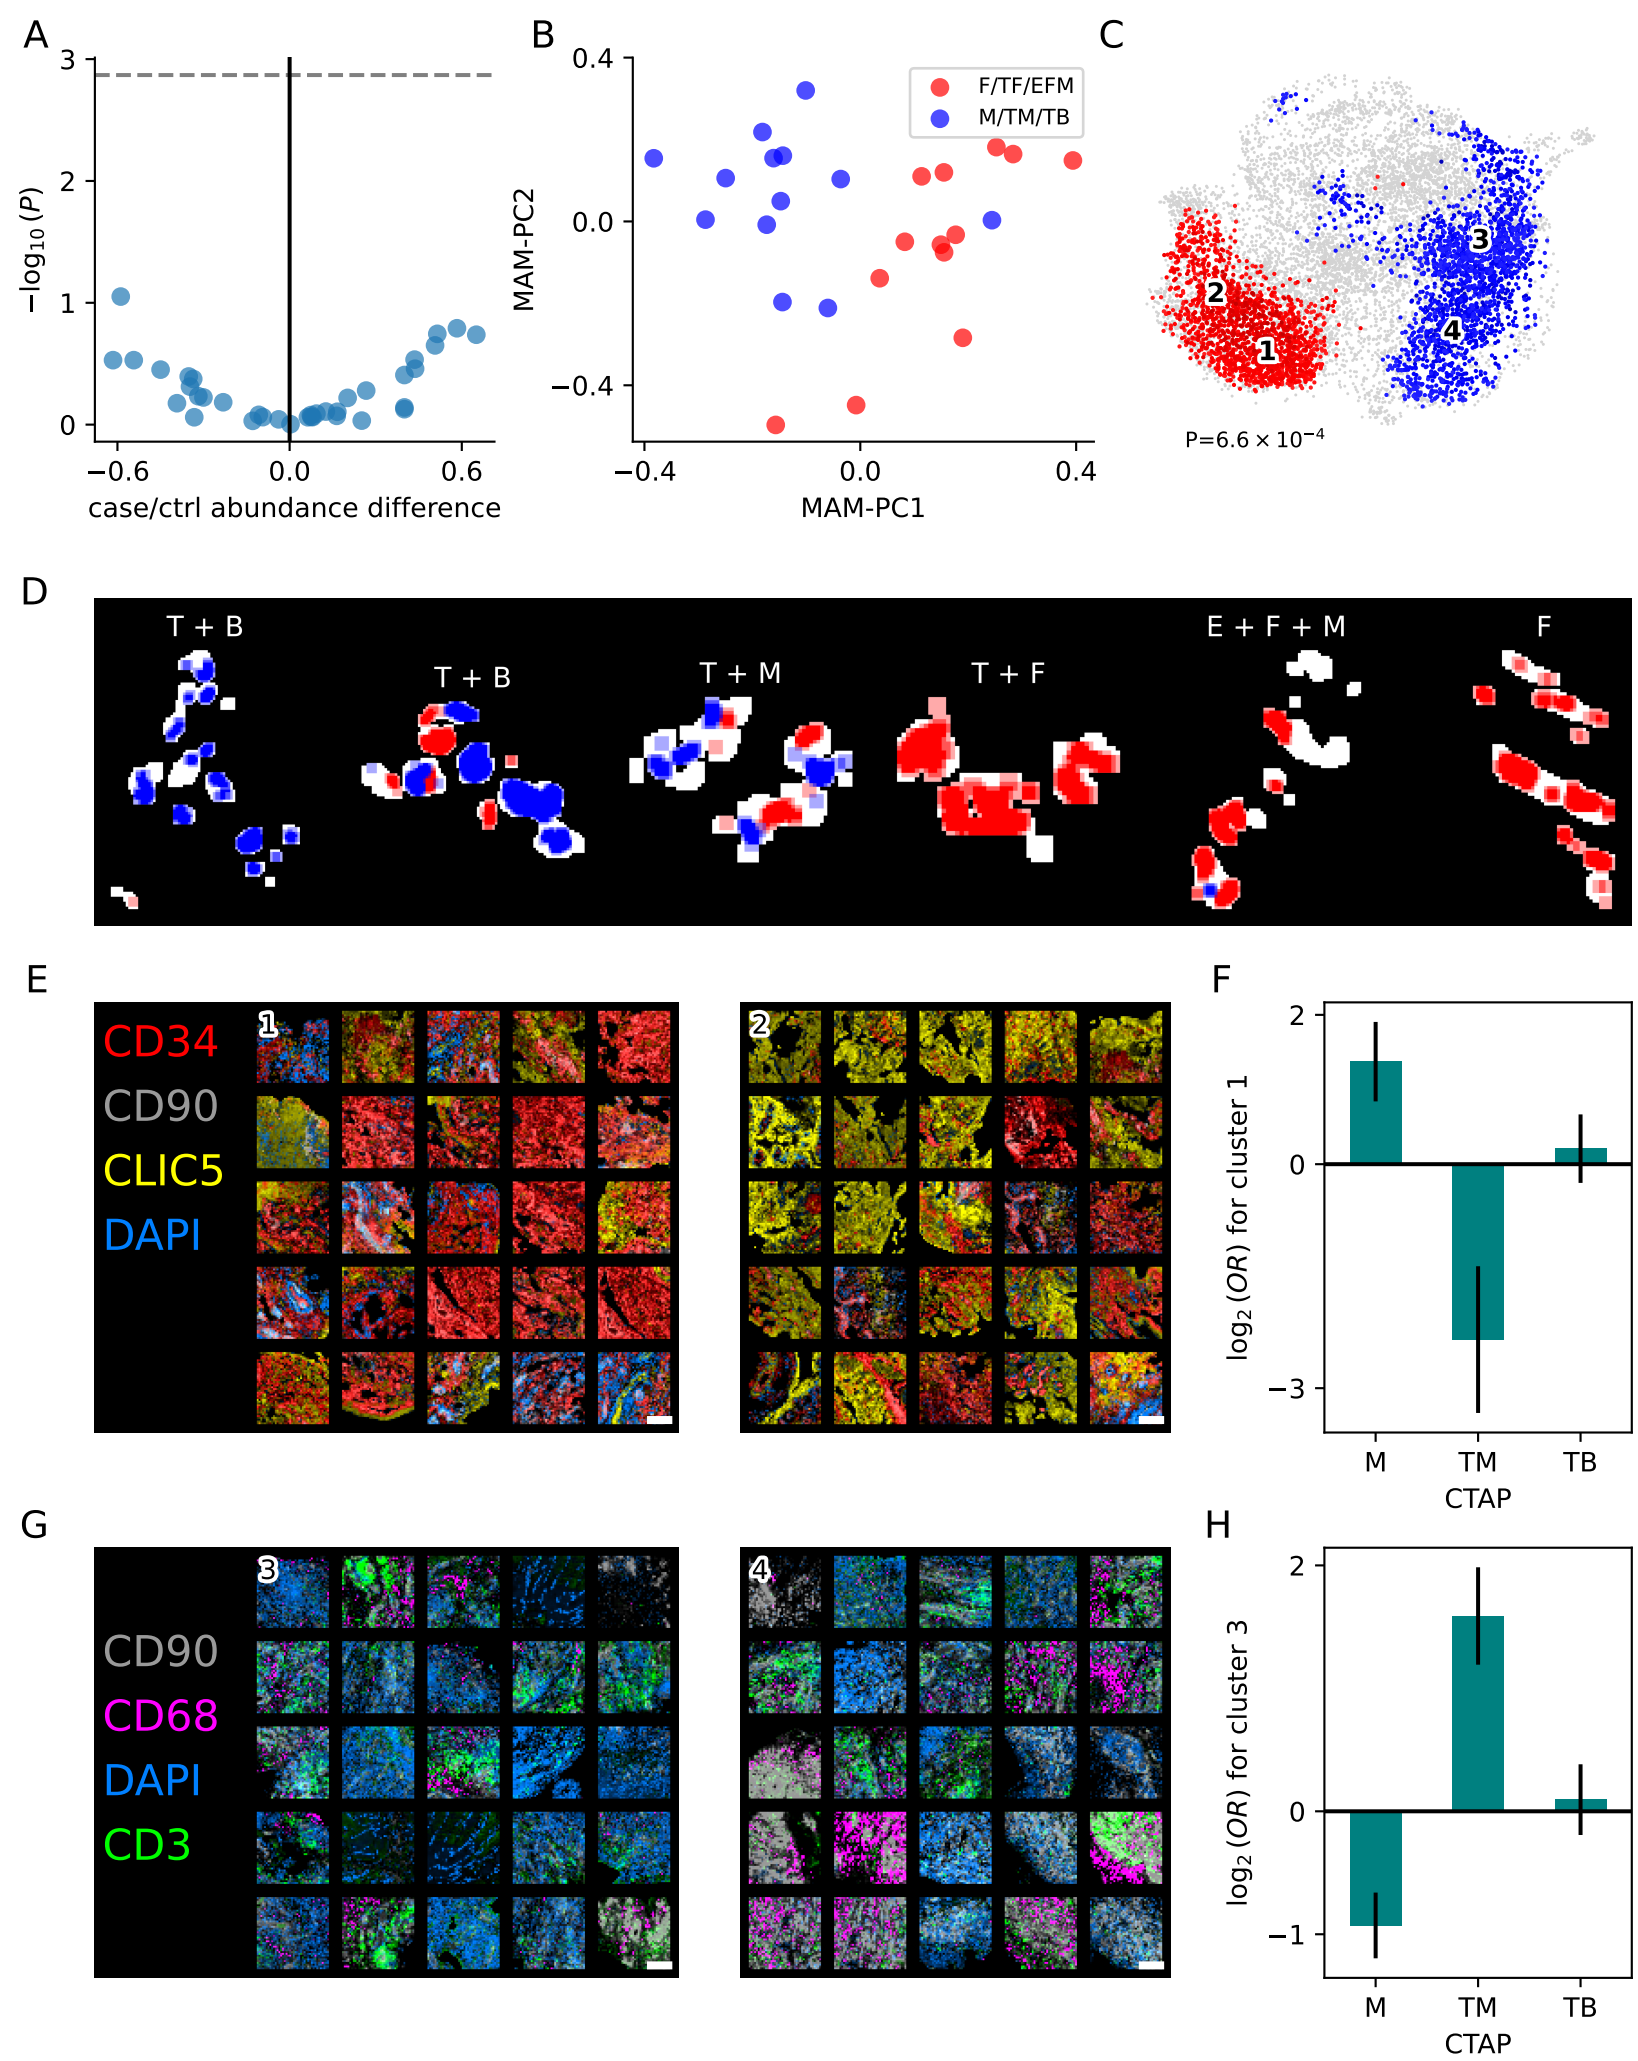 A
3
2
1
0
−log₁₀ (P)
−0.6 0.0 0.6
case/ctrl abundance difference
B
0.4
0.0
−0.4
MAM-PC2
F/TF/EFM
M/TM/TB
−0.4 0.0 0.4
MAM-PC1
C
3
2
4
1
P=6.6 × 10⁻⁴
D
T + B
T + B
T + M
T + F
E + F + M
F
E
CD34
CD90
CLIC5
DAPI
1
2
F
2
0
−3
log₂ (OR) for cluster 1
M TM TB
CTAP
G
CD90
CD68
DAPI
CD3
3
4
H
2
0
−1
log₂ (OR) for cluster 3
M TM TB
CTAP